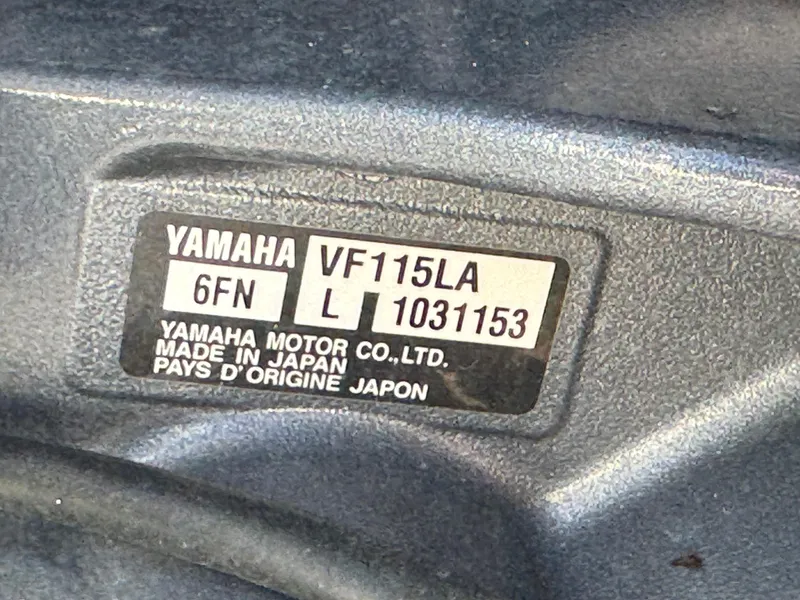 YAMAHA VF115LA
6FN L 1031153
YAMAHA MOTOR CO.,LTD.
MADE IN JAPAN
PAYS D'ORIGINE JAPON